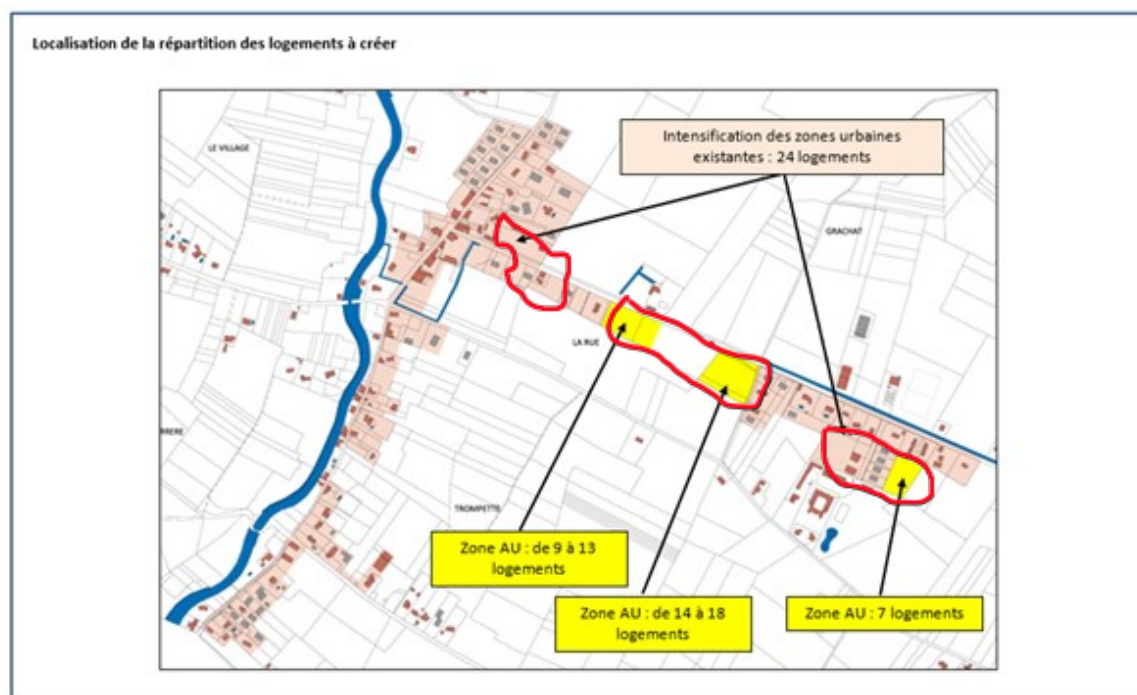 Localisation de la répartition des logements à créer
Intensification des zones urbaines
existantes : 24 logements
LE VILLAGE
GRACHAT
LA RUE
RRERE
TROMPETTE
Zone AU : de 9 à 13
logements
Zone AU : de 14 à 18
logements
Zone AU : 7 logements